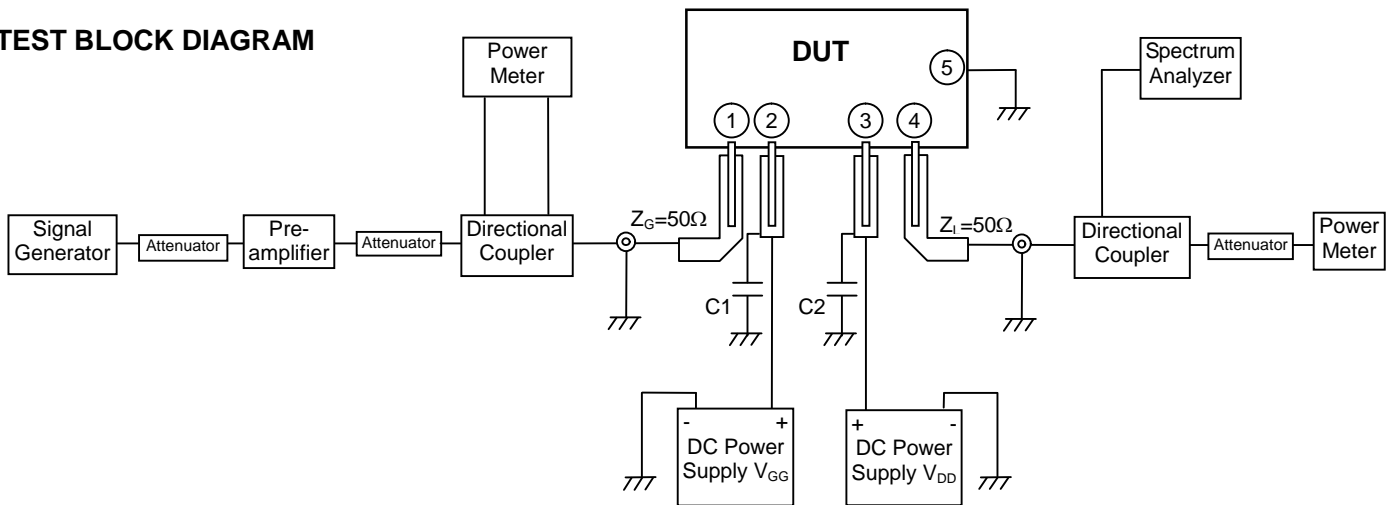 TEST BLOCK DIAGRAM
Power
Meter
DUT
5
Spectrum
Analyzer
1
2
3
4
Signal
Generator
Attenuator
Pre-
amplifier
Attenuator
Directional
Coupler
ZG=50Ω
ZL=50Ω
Directional
Coupler
Attenuator
Power
Meter
C1
C2
- +
DC Power
Supply VGG
+ -
DC Power
Supply VDD